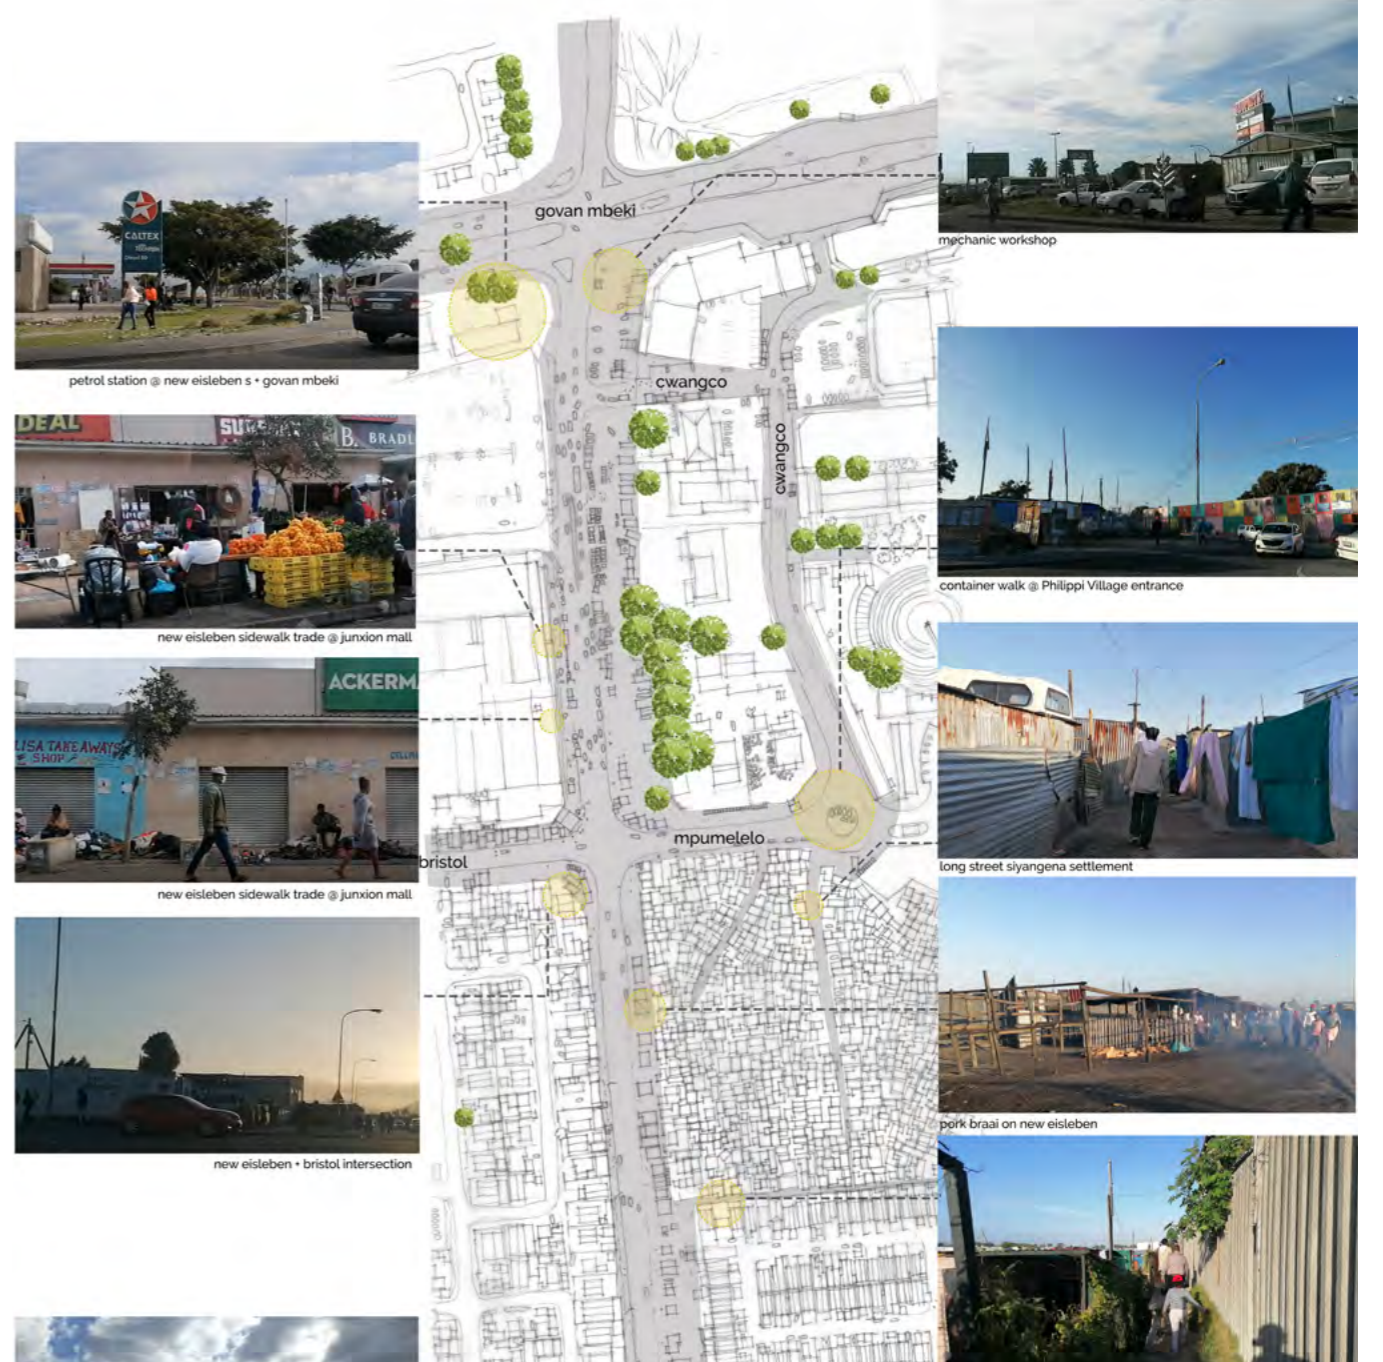 CALTEX
petrol station @ new eisleben s + govan mbeki
DEAL
SU
B. BRADL
new eisleben sidewalk trade @ junxion mall
ACKERM
LISA TAKE AWAYS
SHOP
new eisleben sidewalk trade @ junxion mall
new eisleben + bristol intersection
govan mbeki
cwangco
cwangco
mpumelelo
bristol
mechanic workshop
container walk @ Philippi Village entrance
long street siyangena settlement
pork braai on new eisleben